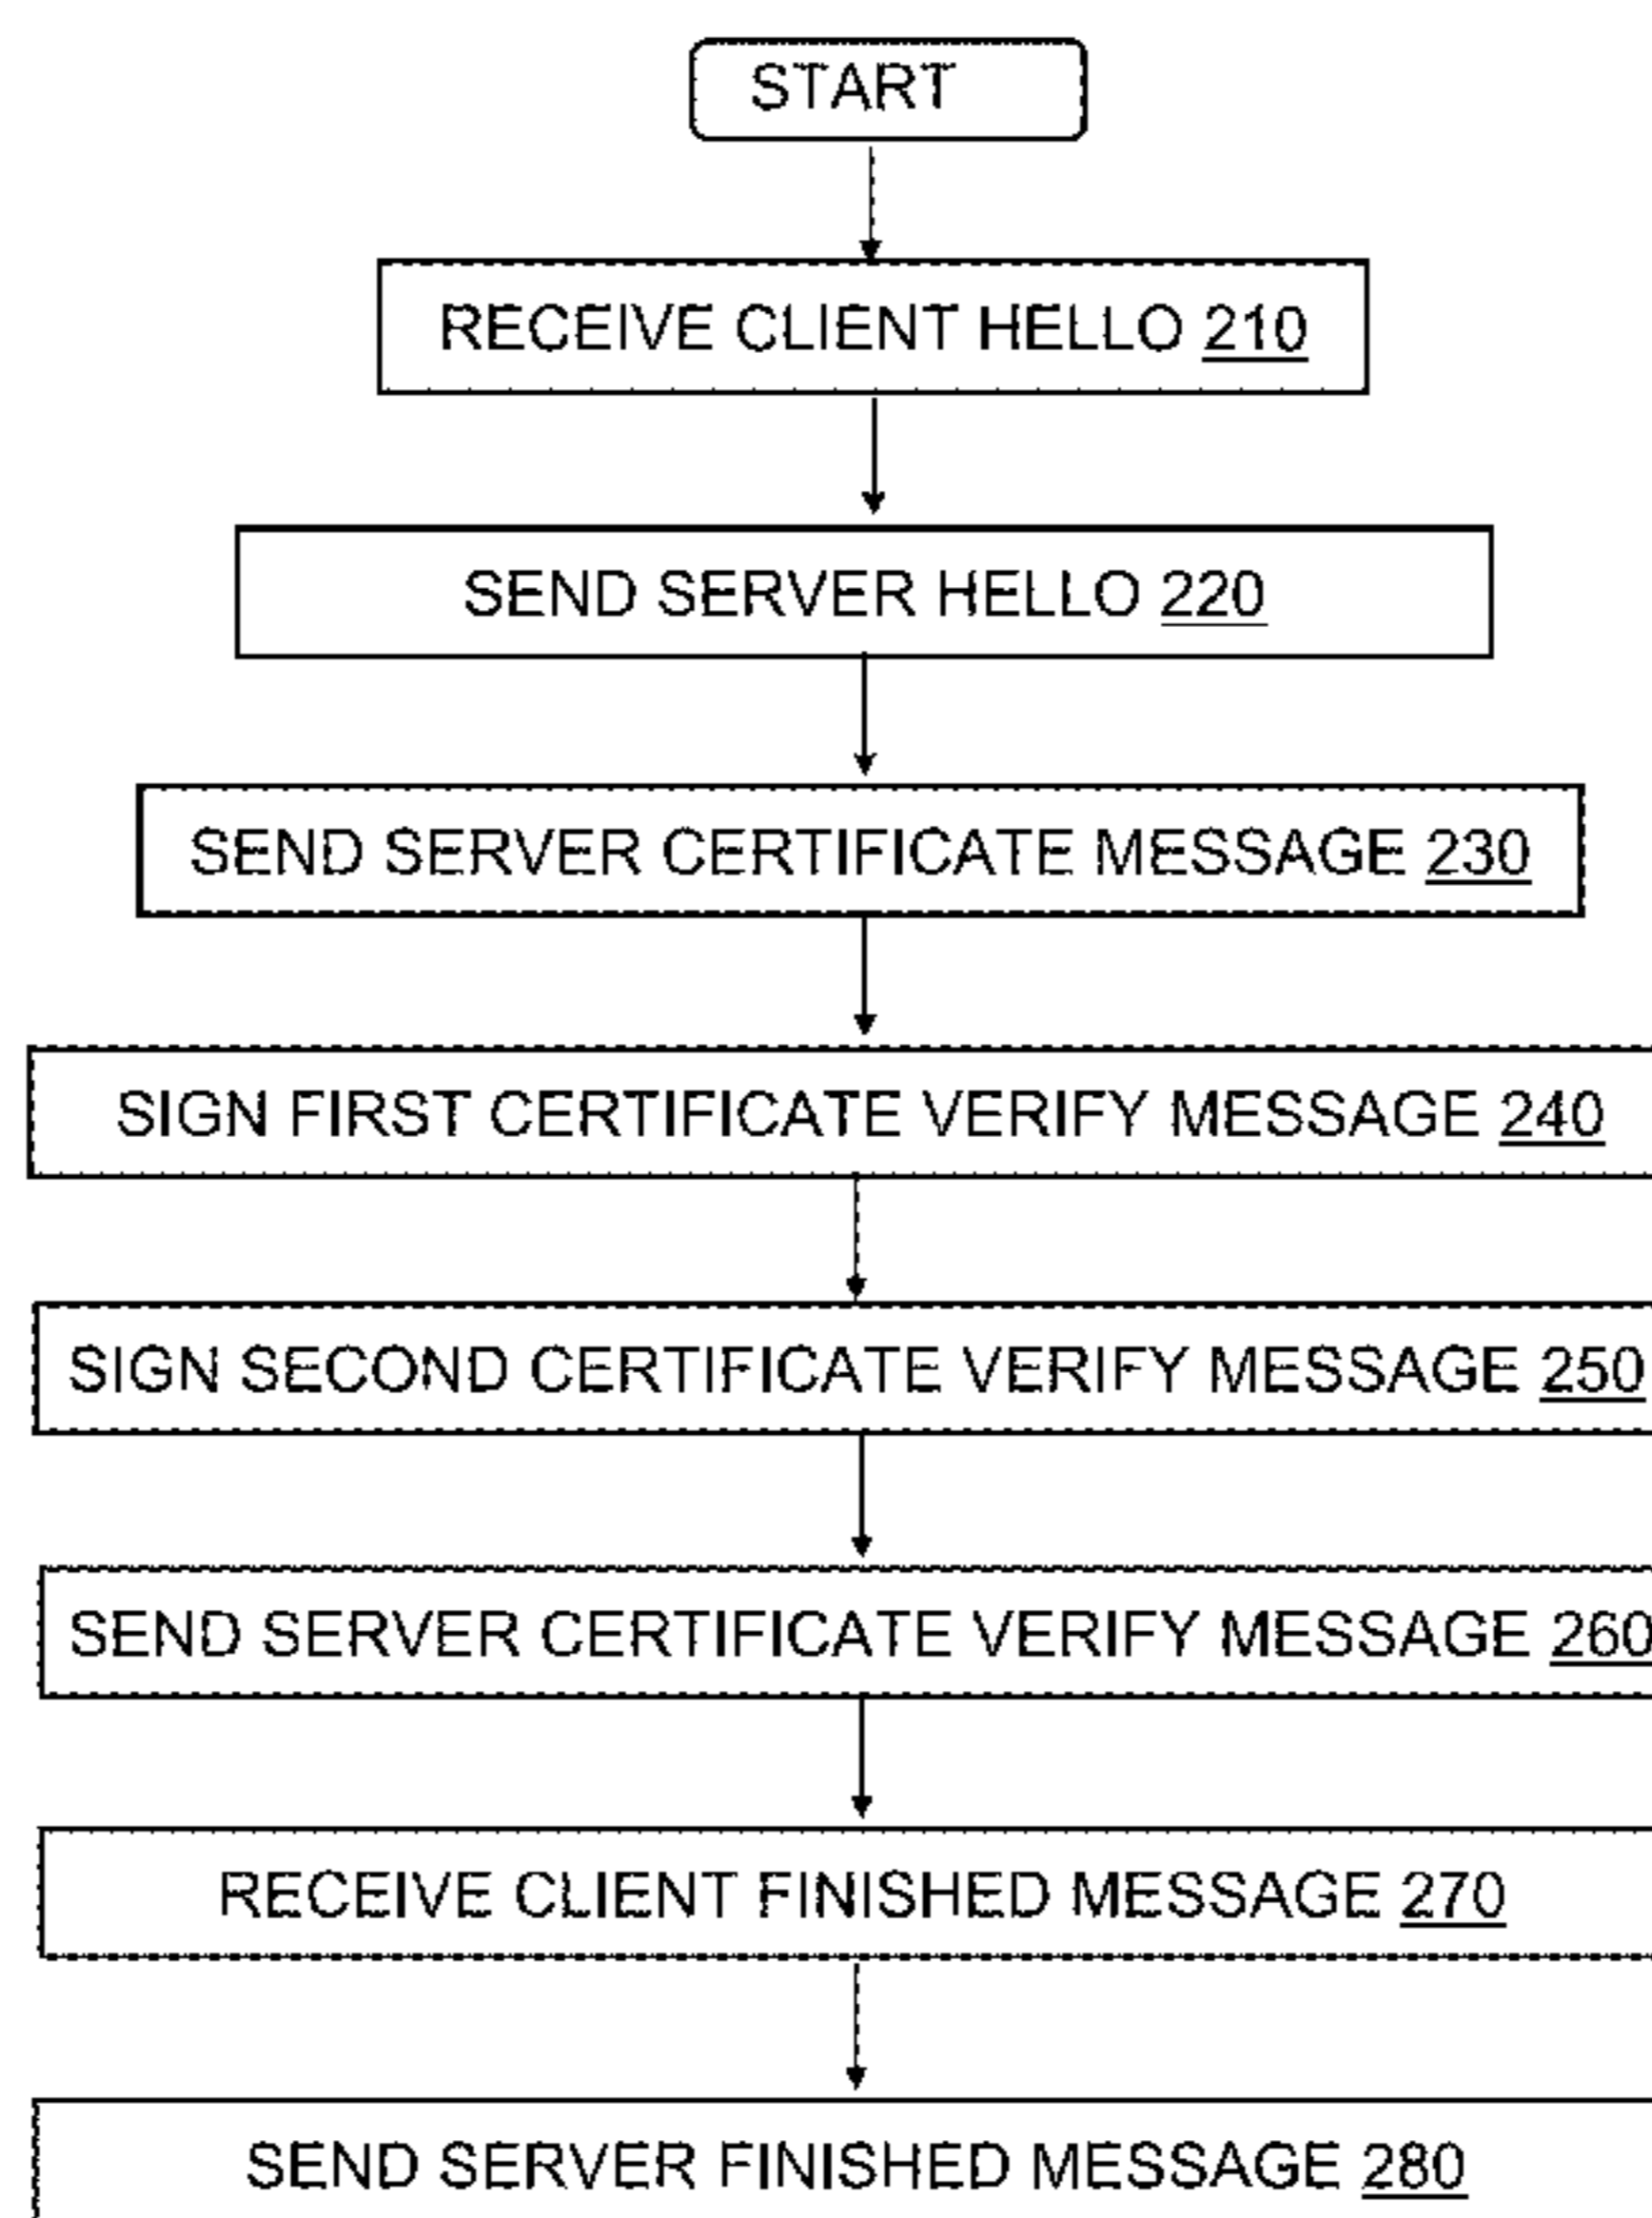 START
RECEIVE CLIENT HELLO 210
SEND SERVER HELLO 220
SEND SERVER CERTIFICATE MESSAGE 230
SIGN FIRST CERTIFICATE VERIFY MESSAGE 240
SIGN SECOND CERTIFICATE VERIFY MESSAGE 250
SEND SERVER CERTIFICATE VERIFY MESSAGE 260
RECEIVE CLIENT FINISHED MESSAGE 270
SEND SERVER FINISHED MESSAGE 280